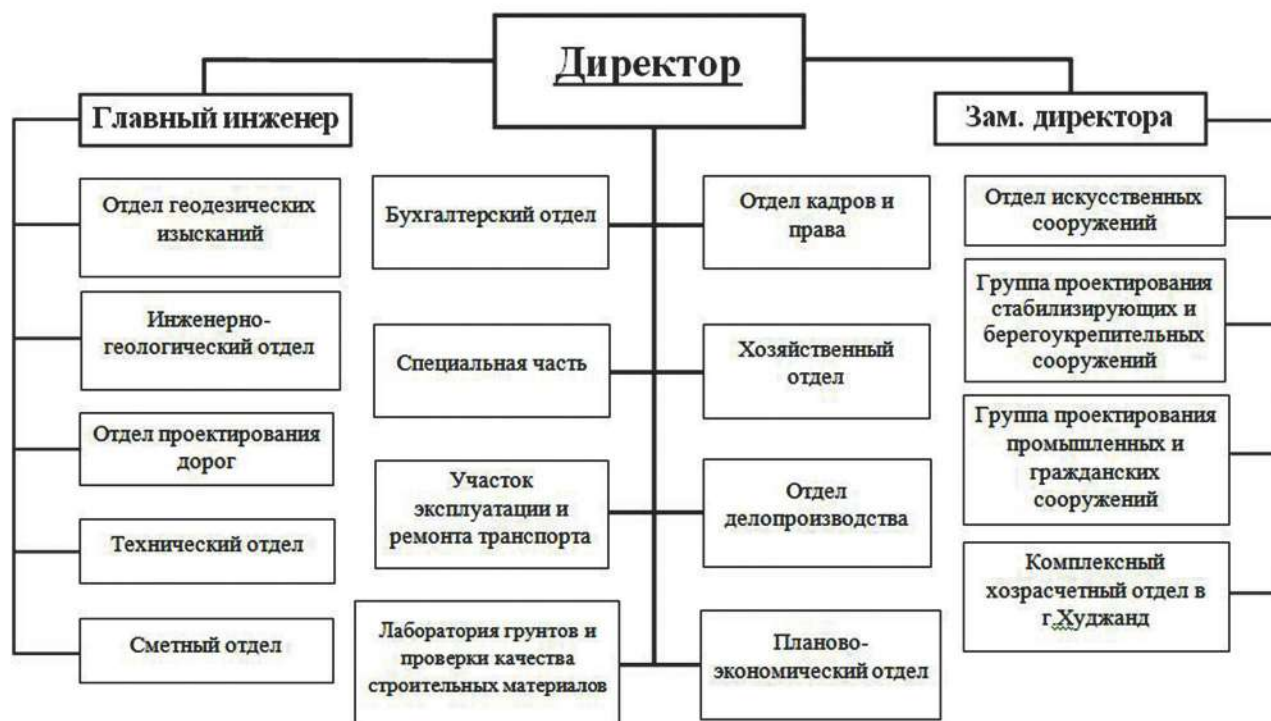 Директор
Главный инженер
Зам. директора
Отдел геодезических
изысканий
Бухгалтерский отдел
Отдел кадров и
права
Отдел искусственных
сооружений
Инженерно-
геологический отдел
Специальная часть
Хозяйственный
отдел
Группа проектирования
стабилизирующих и
берегоукрепительных
сооружений
Отдел проектирования
дорог
Участок
эксплуатации и
ремонта транспорта
Отдел
делопроизводства
Группа проектирования
промышленных и
гражданских
сооружений
Технический отдел
Сметный отдел
Лаборатория грунтов и
проверки качества
строительных материалов
Планово-
экономический отдел
Комплексный
хозрасчетный отдел в
г.Худжанд